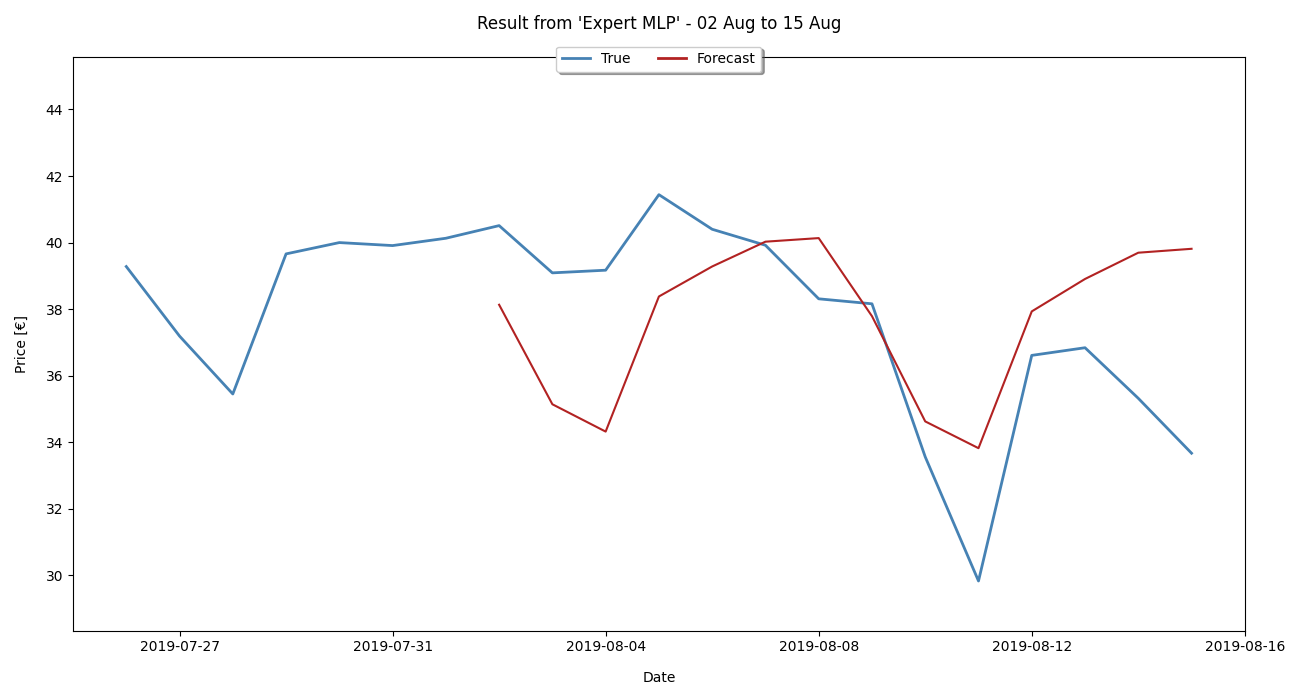 Result from 'Expert MLP' - 02 Aug to 15 Aug
True Forecast
44
42
40
38
36
34
32
30
Price [€]
2019-07-27 2019-07-31 2019-08-04 2019-08-08 2019-08-12 2019-08-16
Date